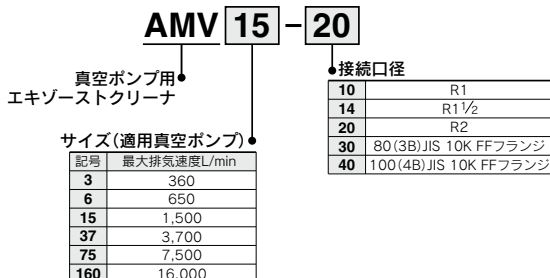 AMV 15 - 20
真空ポンプ用
エキゾーストクリーナ
サイズ(適用真空ポンプ)
記号 最大排気速度L/min
3 360
6 650
15 1,500
37 3,700
75 7,500
160 16,000
接続口径
10 R1
14 R1 1/2
20 R2
30 80(3B)JIS 10K FFフランジ
40 100(4B)JIS 10K FFフランジ